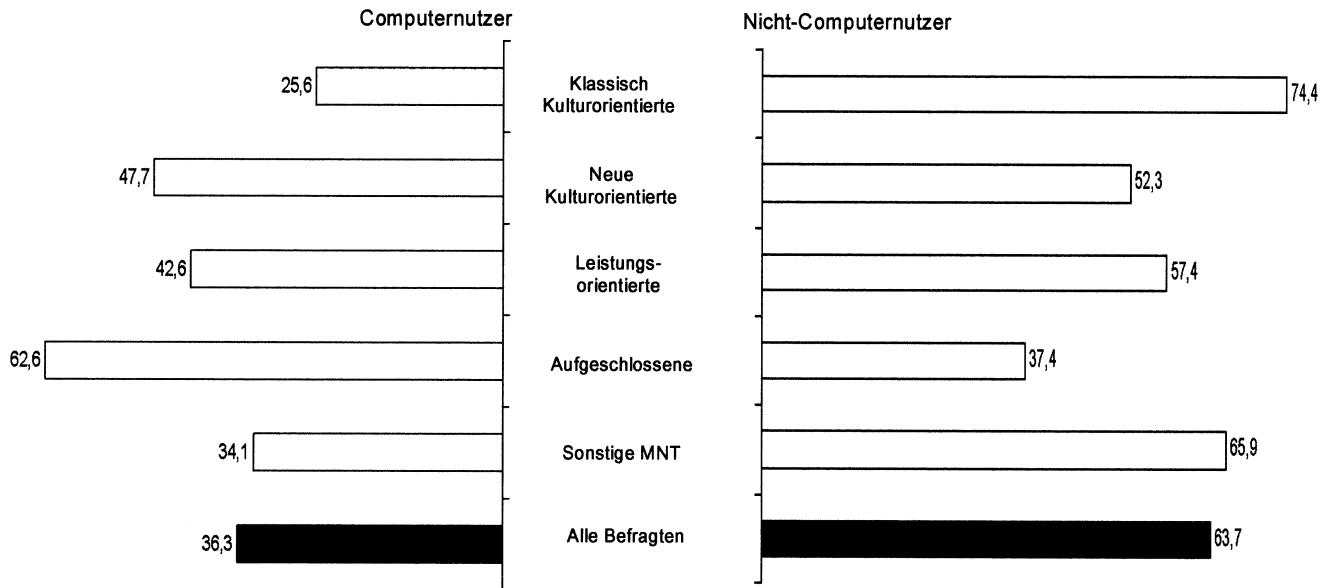 Computernutzer
Nicht-Computernutzer
25,6
Klassisch
Kulturorientierte
74,4
47,7
Neue
Kulturorientierte
52,3
42,6
Leistungs-
orientierte
57,4
62,6
Aufgeschlossene
37,4
34,1
Sonstige MNT
65,9
36,3
Alle Befragten
63,7